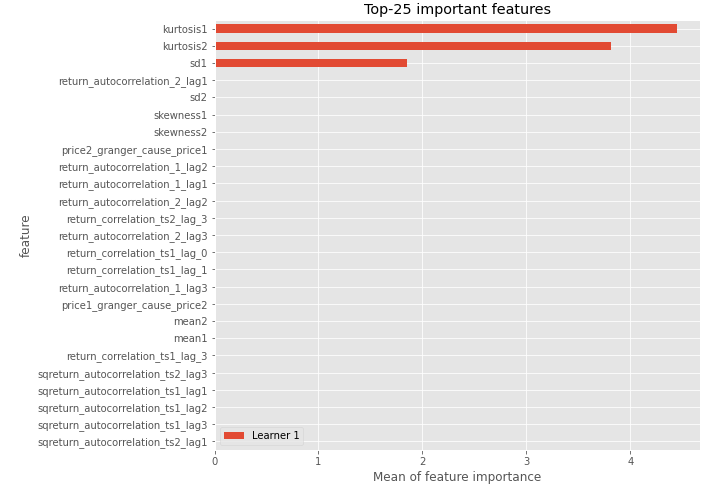 Top-25 important features
kurtosis1
kurtosis2
sd1
return_autocorrelation_2_lag1
sd2
skewness1
skewness2
price2_granger_cause_price1
return_autocorrelation_1_lag2
return_autocorrelation_1_lag1
return_autocorrelation_2_lag2
return_correlation_ts2_lag_3
return_autocorrelation_2_lag3
return_correlation_ts1_lag_0
return_correlation_ts1_lag_1
return_autocorrelation_1_lag3
price1_granger_cause_price2
mean2
mean1
return_correlation_ts1_lag_3
sqreturn_autocorrelation_ts2_lag3
sqreturn_autocorrelation_ts1_lag1
sqreturn_autocorrelation_ts1_lag2
sqreturn_autocorrelation_ts1_lag3
sqreturn_autocorrelation_ts2_lag1
feature
Learner 1
0 1 2 3 4
Mean of feature importance